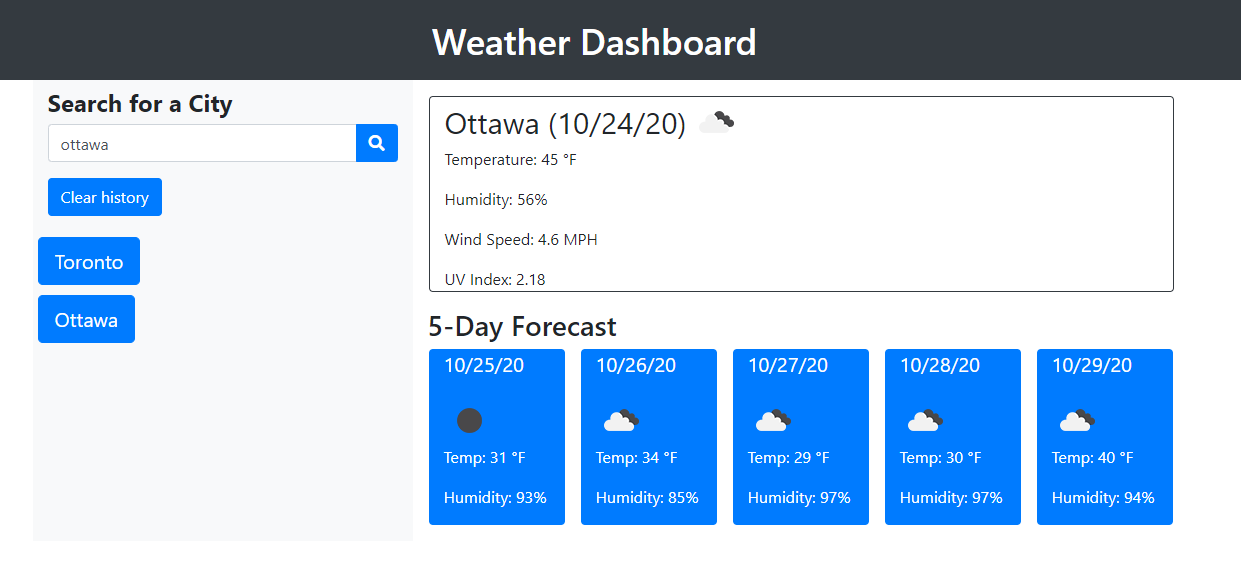 Weather Dashboard
Search for a City
ottawa
Clear history
Toronto
Ottawa
Ottawa (10/24/20)
Temperature: 45 °F
Humidity: 56%
Wind Speed: 4.6 MPH
UV Index: 2.18
5-Day Forecast
10/25/20
Temp: 31 °F
Humidity: 93%
10/26/20
Temp: 34 °F
Humidity: 85%
10/27/20
Temp: 29 °F
Humidity: 97%
10/28/20
Temp: 30 °F
Humidity: 97%
10/29/20
Temp: 40 °F
Humidity: 94%